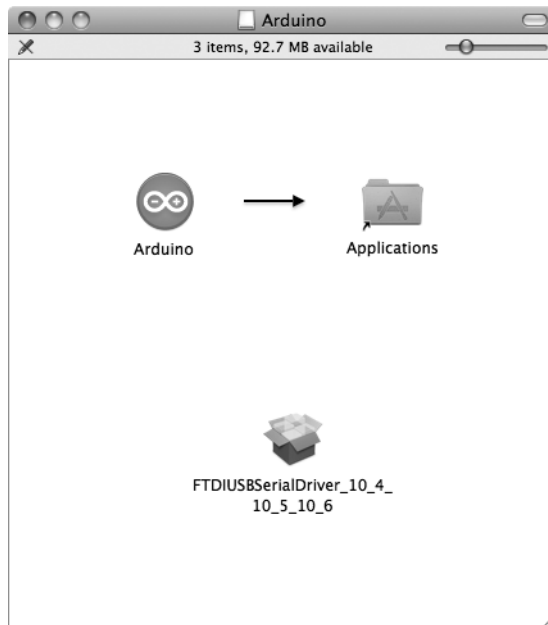 Arduino
3 items, 92.7 MB available
Arduino
Applications
FTDIUSBSerialDriver_10_4_
10_5_10_6